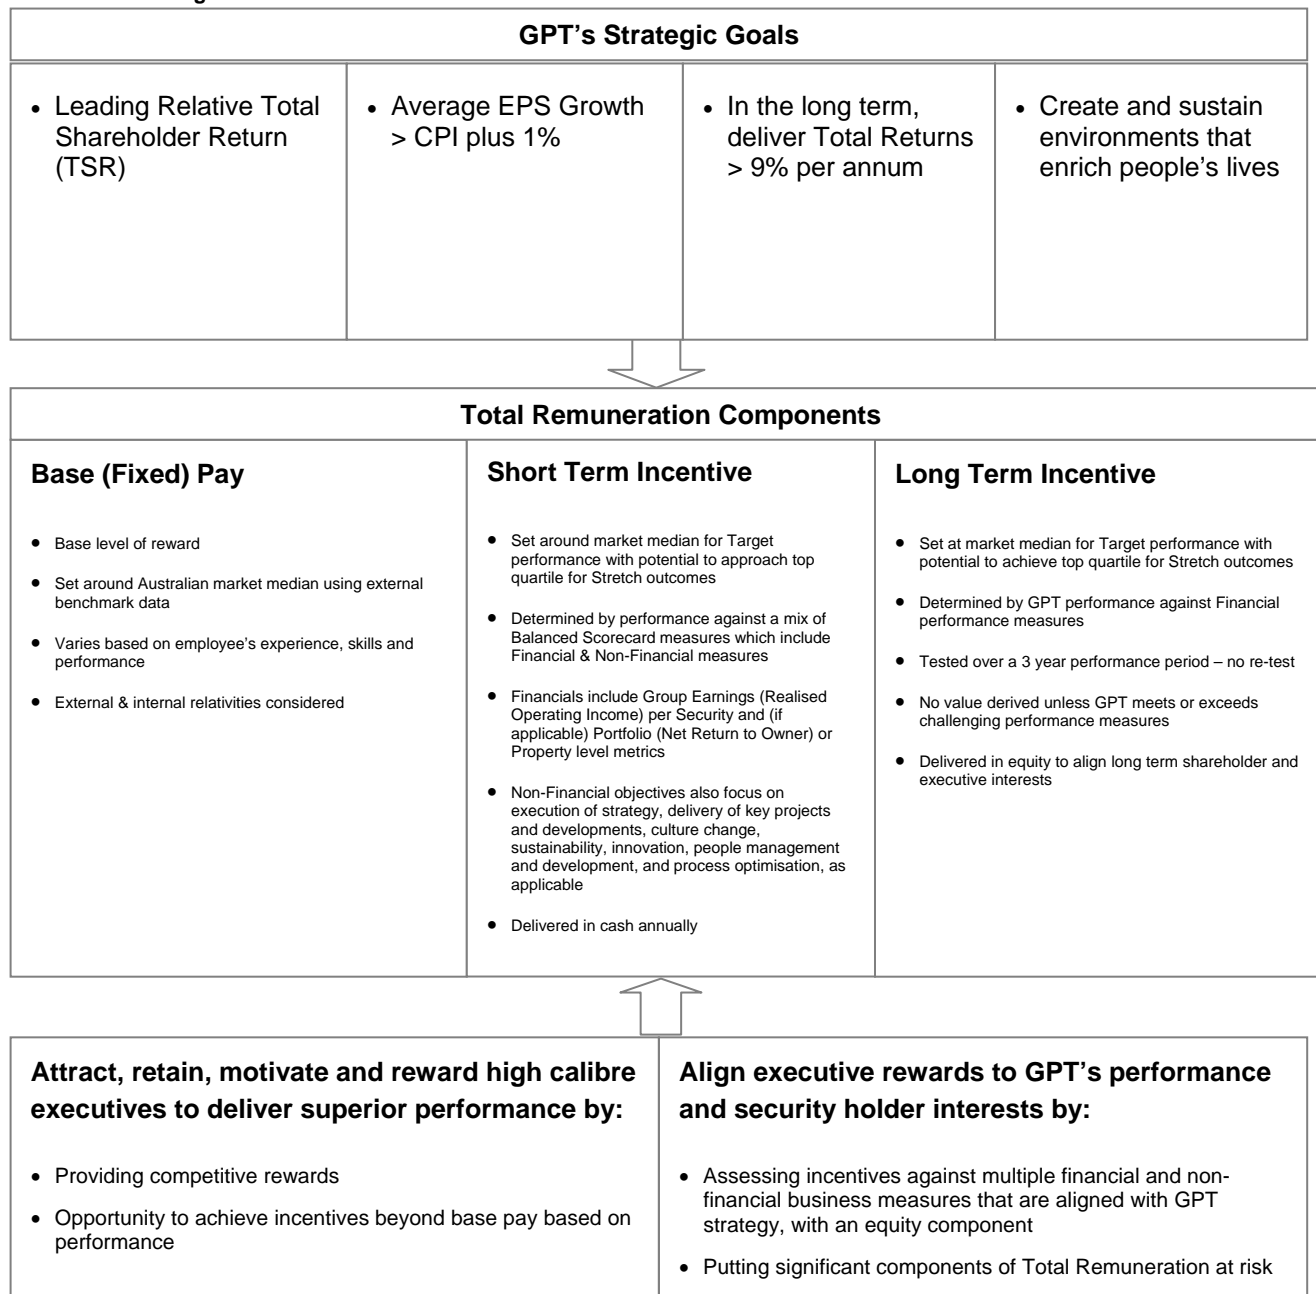 GPT’s Strategic Goals
• Leading Relative Total
Shareholder Return
(TSR)
• Average EPS Growth
> CPI plus 1%
• In the long term,
deliver Total Returns
> 9% per annum
• Create and sustain
environments that
enrich people’s lives
Total Remuneration Components
Base (Fixed) Pay
• Base level of reward
• Set around Australian market median using external
benchmark data
• Varies based on employee’s experience, skills and
performance
• External & internal relativities considered
Short Term Incentive
• Set around market median for Target
performance with potential to approach top
quartile for Stretch outcomes
• Determined by performance against a mix of
Balanced Scorecard measures which include
Financial & Non-Financial measures
• Financials include Group Earnings (Realised
Operating Income) per Security and (if
applicable) Portfolio (Net Return to Owner) or
Property level metrics
• Non-Financial objectives also focus on
execution of strategy, delivery of key projects
and developments, culture change,
sustainability, innovation, people management
and development, and process optimisation, as
applicable
• Delivered in cash annually
Long Term Incentive
• Set at market median for Target performance with
potential to achieve top quartile for Stretch outcomes
• Determined by GPT performance against Financial
performance measures
• Tested over a 3 year performance period – no re-test
• No value derived unless GPT meets or exceeds
challenging performance measures
• Delivered in equity to align long term shareholder and
executive interests
Attract, retain, motivate and reward high calibre
executives to deliver superior performance by:
• Providing competitive rewards
• Opportunity to achieve incentives beyond base pay based on
performance
Align executive rewards to GPT’s performance
and security holder interests by:
• Assessing incentives against multiple financial and non-
financial business measures that are aligned with GPT
strategy, with an equity component
• Putting significant components of Total Remuneration at risk